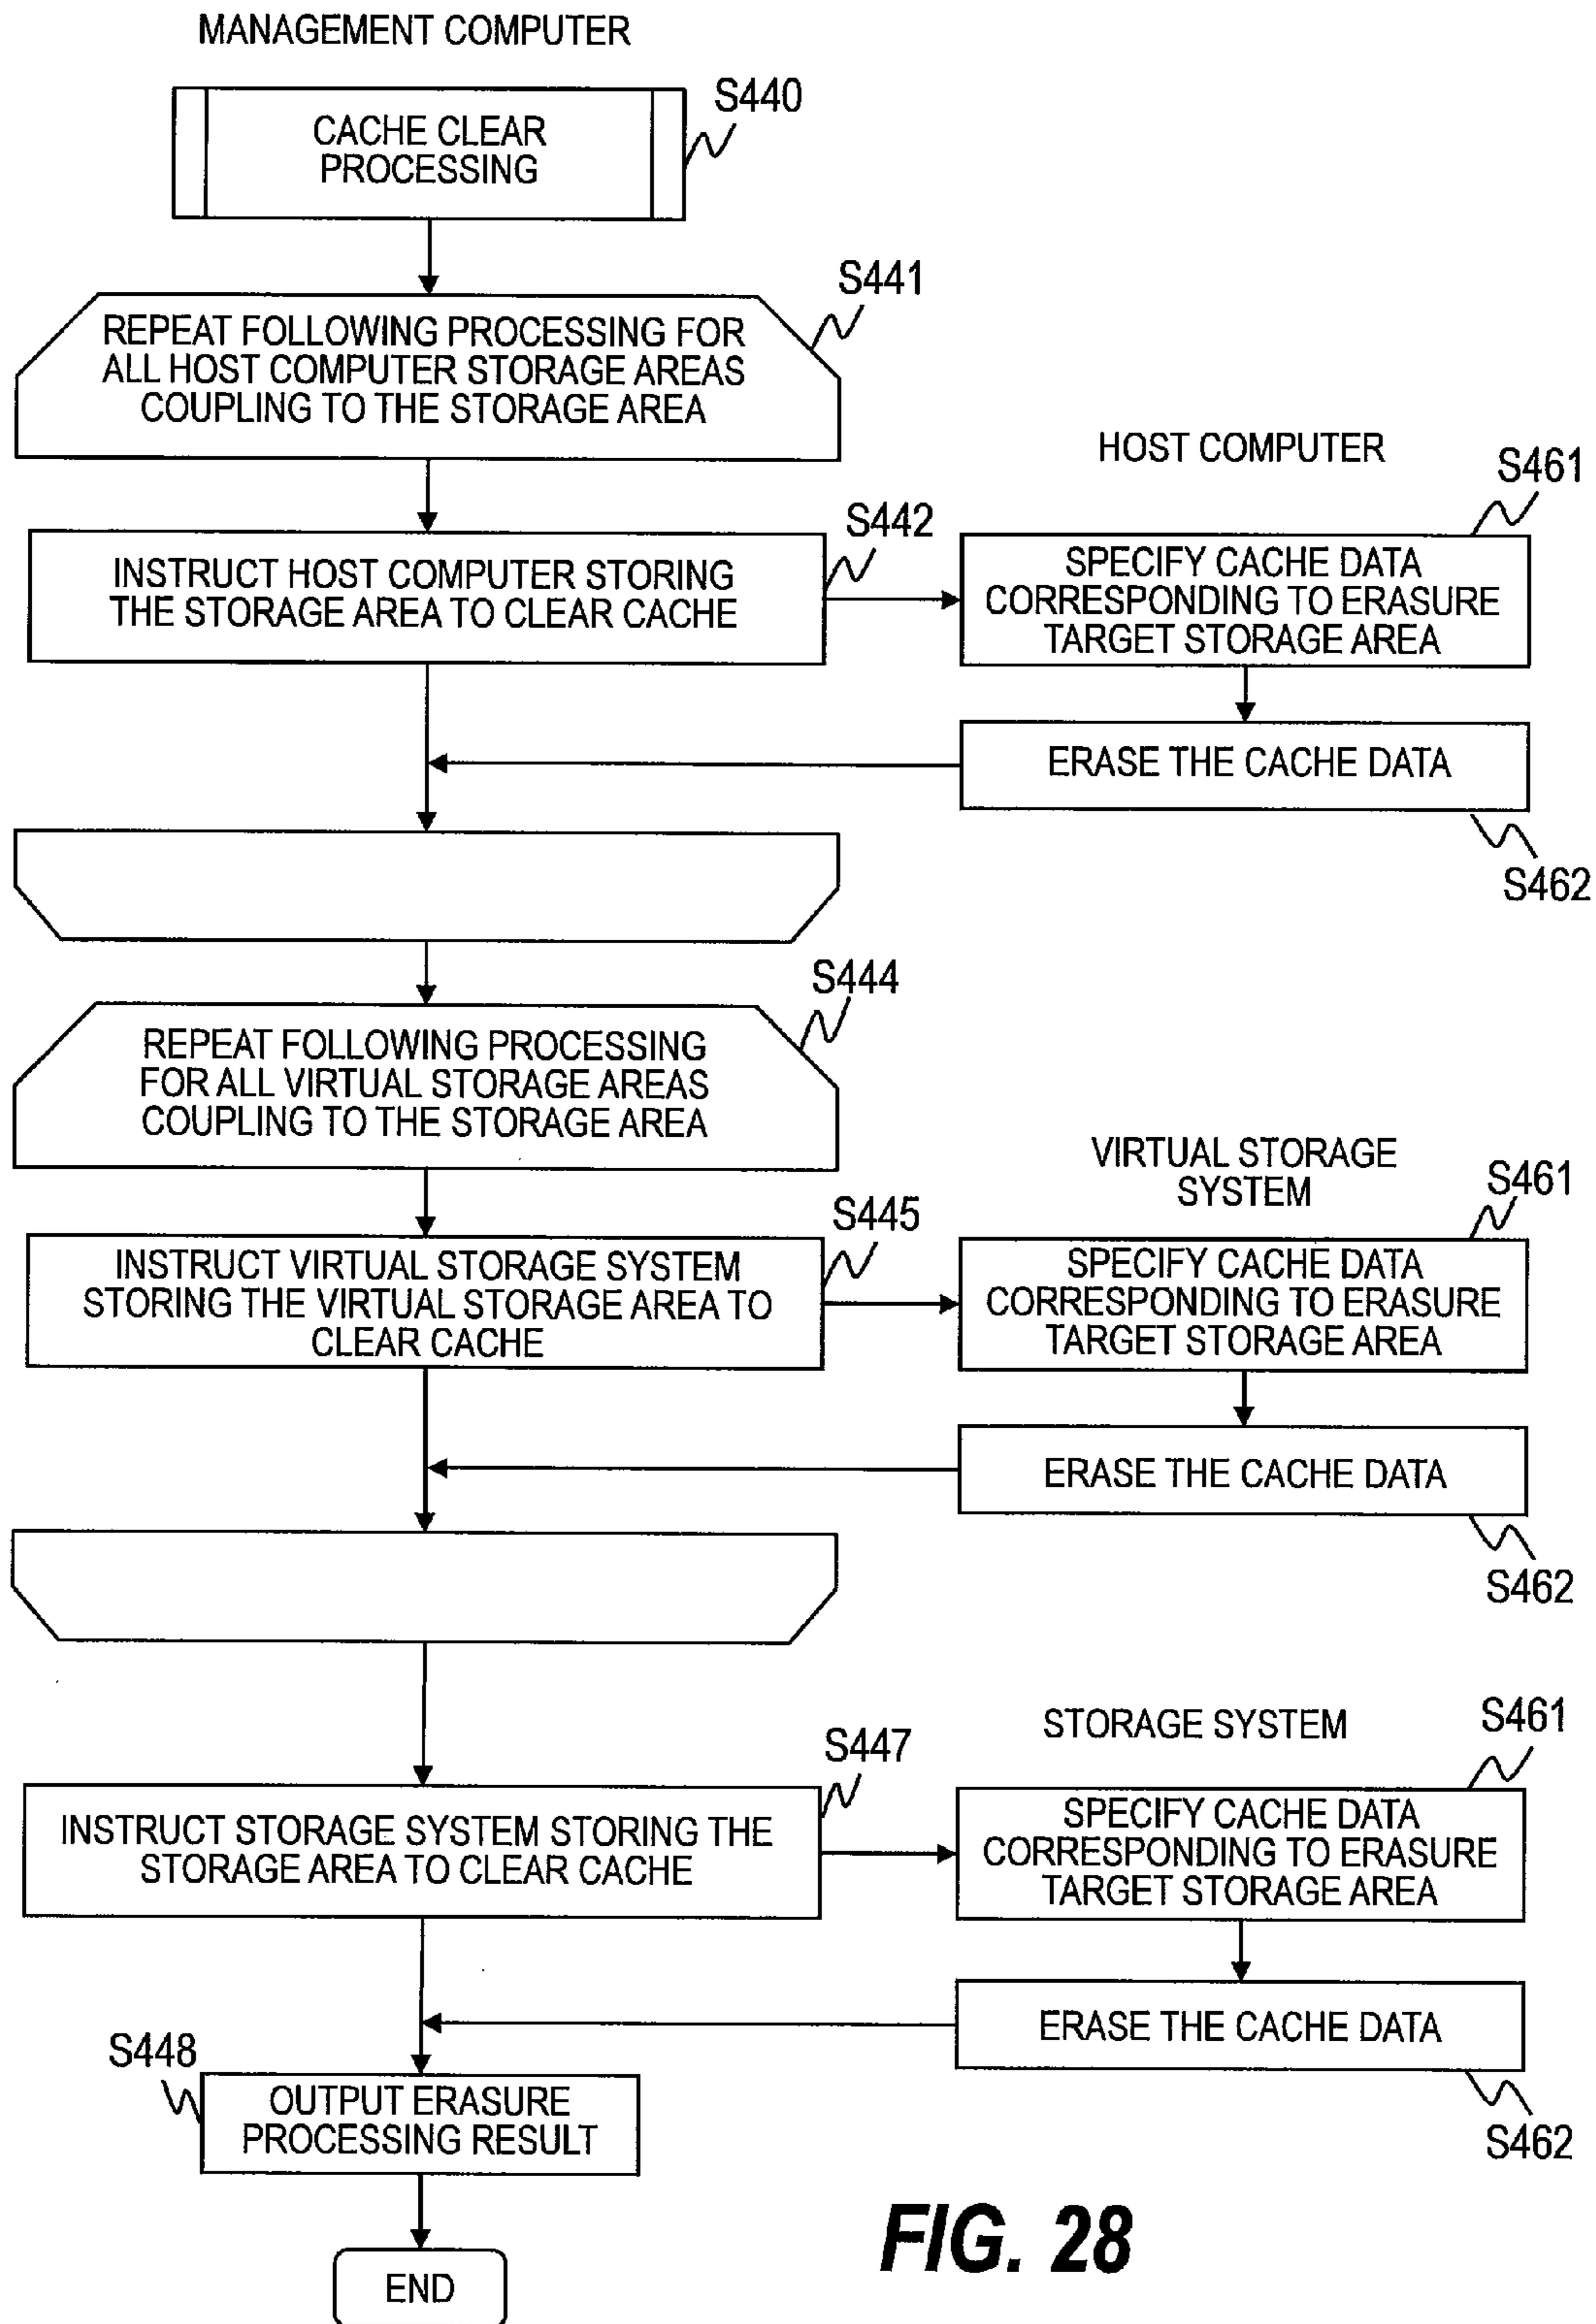 MANAGEMENT COMPUTER
S440
CACHE CLEAR
PROCESSING
S441
REPEAT FOLLOWING PROCESSING FOR
ALL HOST COMPUTER STORAGE AREAS
COUPLING TO THE STORAGE AREA
HOST COMPUTER
S461
S442
INSTRUCT HOST COMPUTER STORING
THE STORAGE AREA TO CLEAR CACHE
SPECIFY CACHE DATA
CORRESPONDING TO ERASURE
TARGET STORAGE AREA
ERASE THE CACHE DATA
S462
S444
REPEAT FOLLOWING PROCESSING
FOR ALL VIRTUAL STORAGE AREAS
COUPLING TO THE STORAGE AREA
VIRTUAL STORAGE
SYSTEM
S461
S445
INSTRUCT VIRTUAL STORAGE SYSTEM
STORING THE VIRTUAL STORAGE AREA TO
CLEAR CACHE
SPECIFY CACHE DATA
CORRESPONDING TO ERASURE
TARGET STORAGE AREA
ERASE THE CACHE DATA
S462
STORAGE SYSTEM
S461
S447
INSTRUCT STORAGE SYSTEM STORING THE
STORAGE AREA TO CLEAR CACHE
SPECIFY CACHE DATA
CORRESPONDING TO ERASURE
TARGET STORAGE AREA
ERASE THE CACHE DATA
S462
S448
OUTPUT ERASURE
PROCESSING RESULT
END
FIG. 28